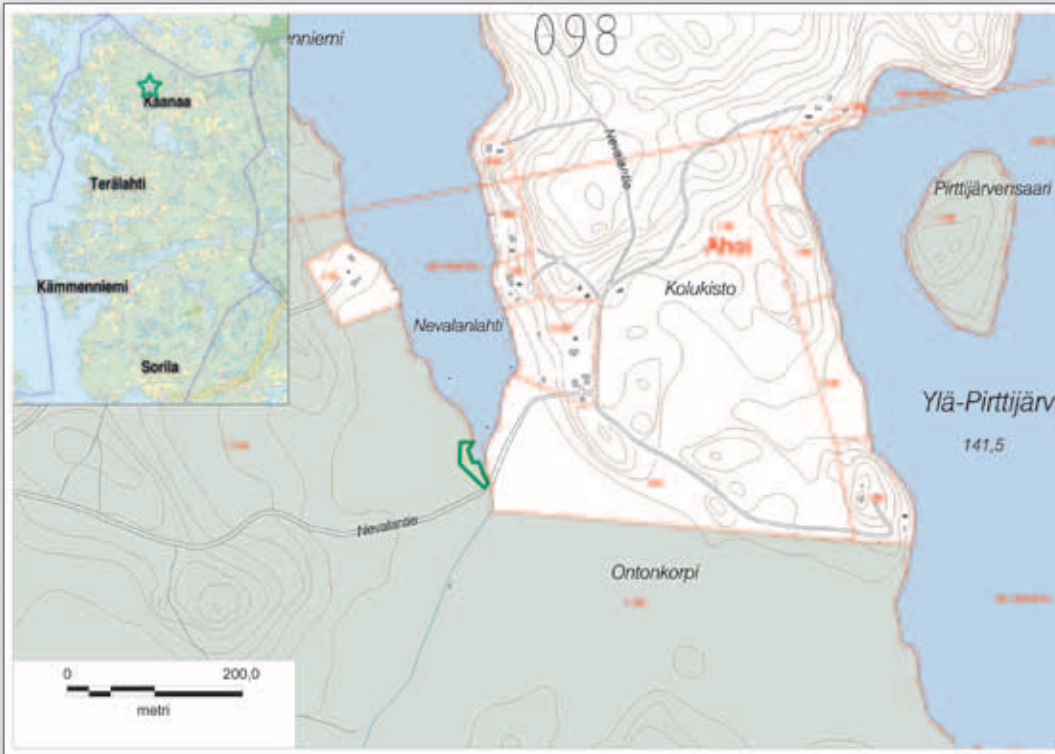 098
nniemi
Kaanaa
Terälahti
Kämmenniemi
Sorila
Nevalantie
Pirttijärvensaari
Ahoi
Kolukisto
Nevalanlahti
Ylä-Pirttijärv
141,5
Nevalantie
Ontonkorpi
0 200,0
metri